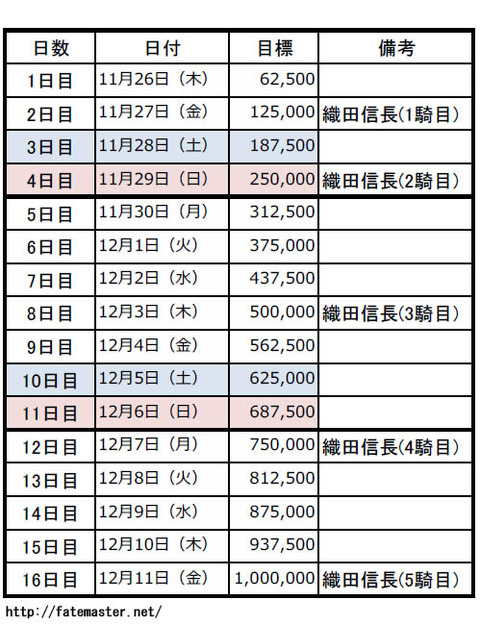 日数 日付 目標 備考
1日目 11月26日（木） 62,500
2日目 11月27日（金） 125,000 織田信長(1騎目)
3日目 11月28日（土） 187,500
4日目 11月29日（日） 250,000 織田信長(2騎目)
5日目 11月30日（月） 312,500
6日目 12月1日（火） 375,000
7日目 12月2日（水） 437,500
8日目 12月3日（木） 500,000 織田信長(3騎目)
9日目 12月4日（金） 562,500
10日目 12月5日（土） 625,000
11日目 12月6日（日） 687,500
12日目 12月7日（月） 750,000 織田信長(4騎目)
13日目 12月8日（火） 812,500
14日目 12月9日（水） 875,000
15日目 12月10日（木） 937,500
16日目 12月11日（金） 1,000,000 織田信長(5騎目)
http://fatemaster.net/